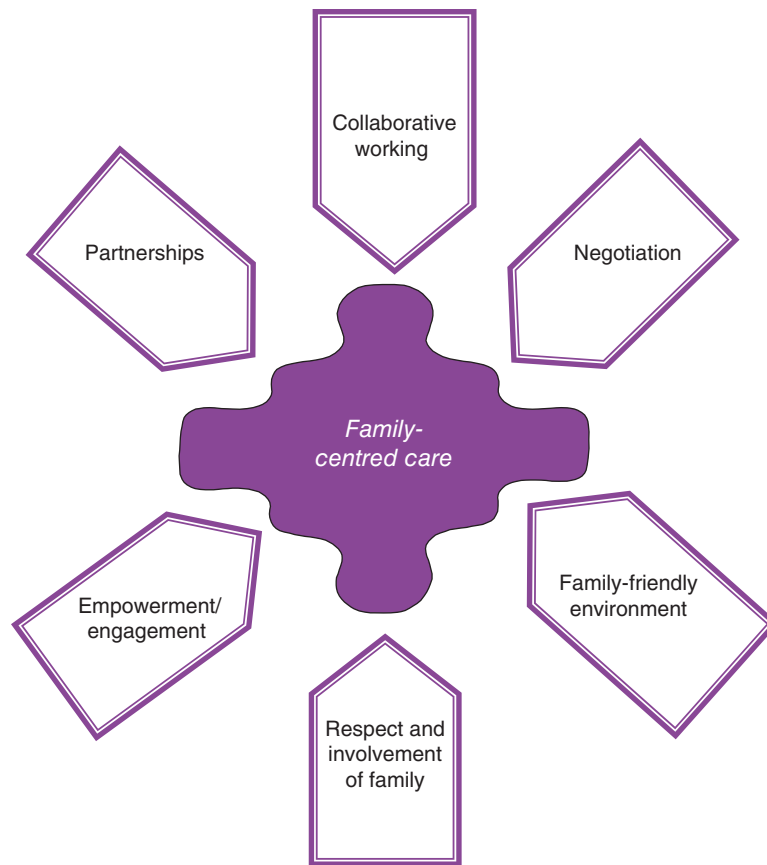 Collaborative
working
Partnerships
Negotiation
Family-
centred care
Empowerment/
engagement
Family-friendly
environment
Respect and
involvement
of family